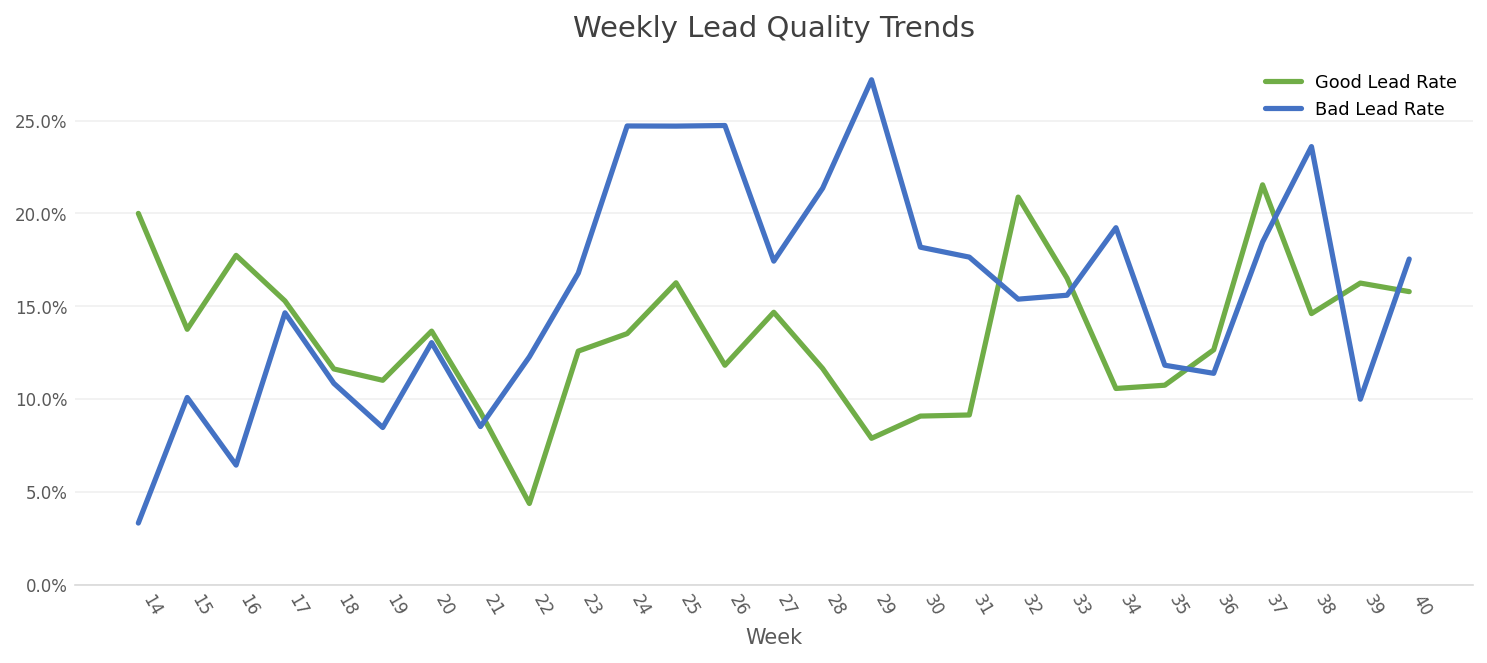 Weekly Lead Quality Trends
Good Lead Rate
Bad Lead Rate
25.0%
20.0%
15.0%
10.0%
5.0%
0.0%
14 15 16 17 18 19 20 21 22 23 24 25 26 27 28 29 30 31 32 33 34 35 36 37 38 39 40
Week